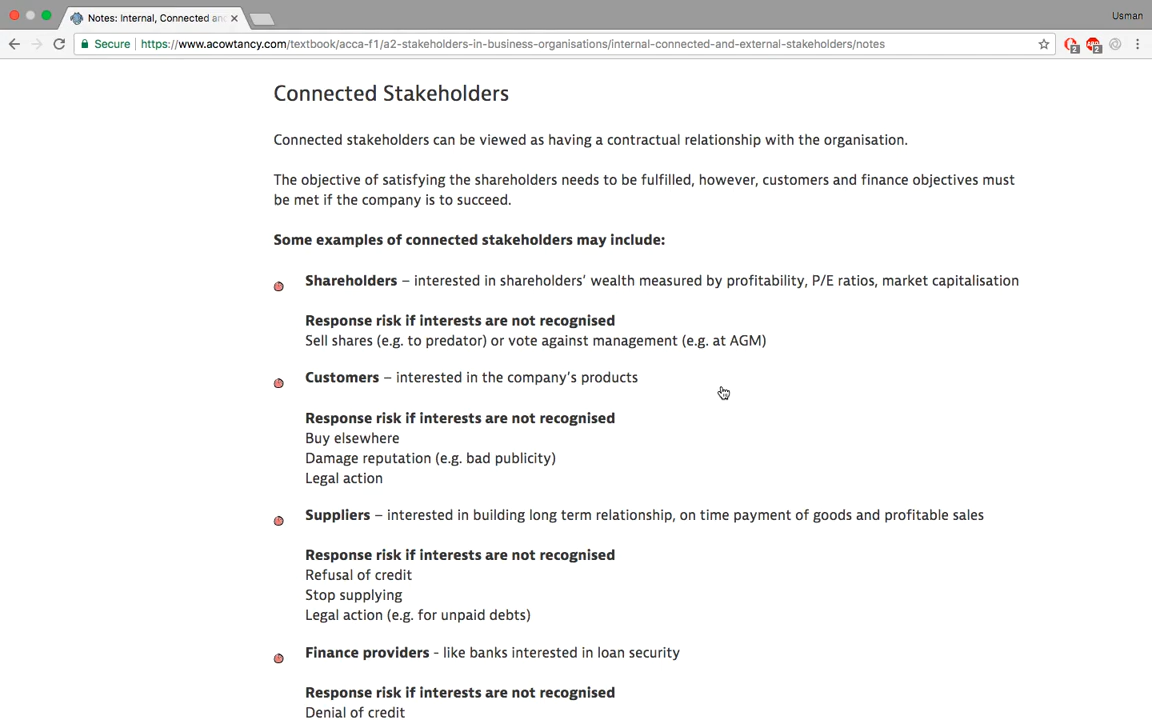 Notes: Internal, Connected an
Usman
Secure
https://www.acowtancy.com/textbook/acca-f1/a2-stakeholders-in-business-organisations/internal-connected-and-external-stakeholders/notes
2
2
Connected Stakeholders
Connected stakeholders can be viewed as having a contractual relationship with the organisation.
The objective of satisfying the shareholders needs to be fulfilled, however, customers and finance objectives must
be met if the company is to succeed.
Some examples of connected stakeholders may include:
Shareholders – interested in shareholders’ wealth measured by profitability, P/E ratios, market capitalisation
Response risk if interests are not recognised
Sell shares (e.g. to predator) or vote against management (e.g. at AGM)
Customers – interested in the company’s products
Response risk if interests are not recognised
Buy elsewhere
Damage reputation (e.g. bad publicity)
Legal action
Suppliers – interested in building long term relationship, on time payment of goods and profitable sales
Response risk if interests are not recognised
Refusal of credit
Stop supplying
Legal action (e.g. for unpaid debts)
Finance providers - like banks interested in loan security
Response risk if interests are not recognised
Denial of credit